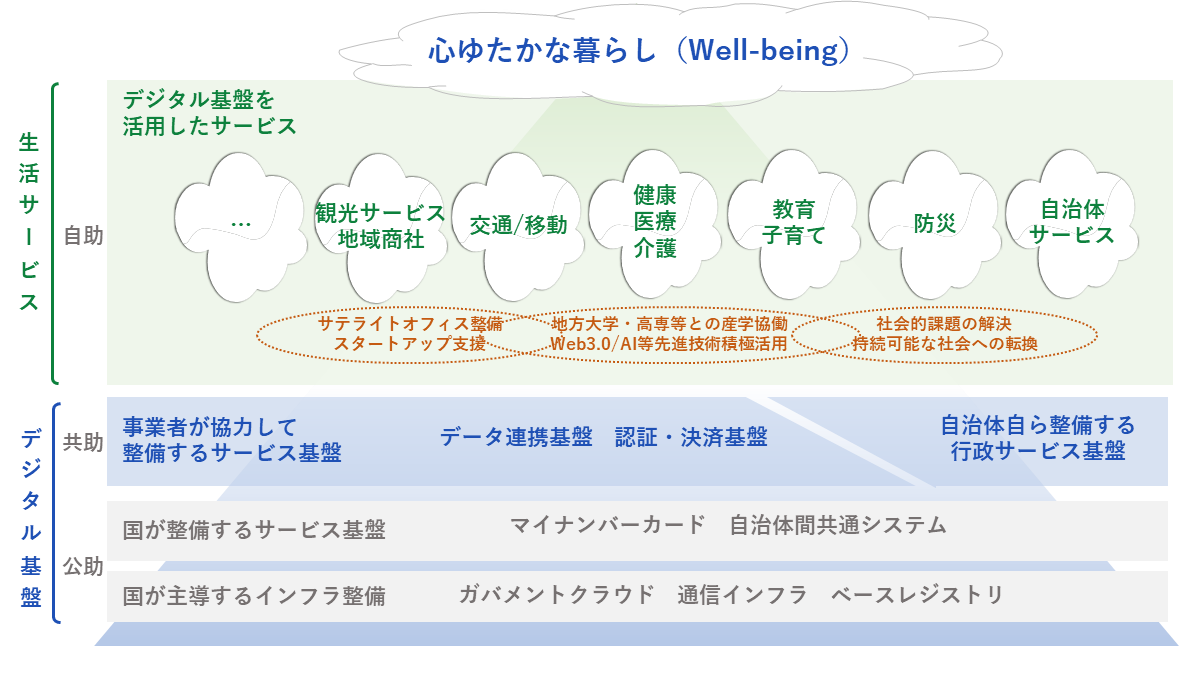 心ゆたかな暮らし（Well-being）
デジタル基盤を
活用したサービス
生活サービス
自助
…
観光サービス
地域商社
交通/移動
健康
医療
介護
教育
子育て
防災
自治体
サービス
サテライトオフィス整備
スタートアップ支援
地方大学・高専等との産学協働
Web3.0/AI等先進技術積極活用
社会的課題の解決
持続可能な社会への転換
デジタル基盤
共助
事業者が協力して
整備するサービス基盤
データ連携基盤　認証・決済基盤
自治体自ら整備する
行政サービス基盤
公助
国が整備するサービス基盤
マイナンバーカード　自治体間共通システム
国が主導するインフラ整備
ガバメントクラウド　通信インフラ　ベースレジストリ